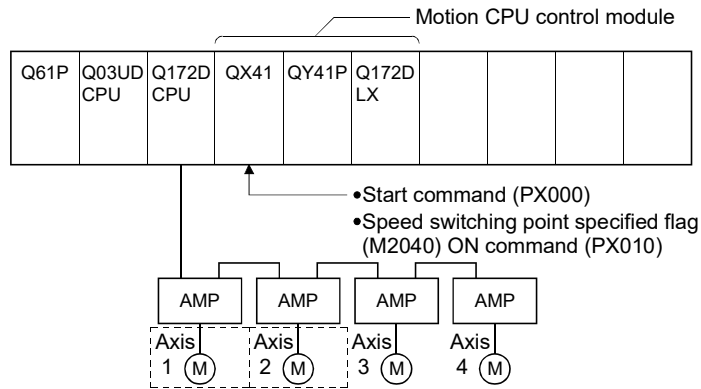 Motion CPU control module
Q61P Q03UD CPU Q172D CPU QX41 QY41P Q172D LX
•Start command (PX000)
•Speed switching point specified flag
(M2040) ON command (PX010)
AMP AMP AMP AMP
Axis 1 M Axis 2 M Axis 3 M Axis 4 M